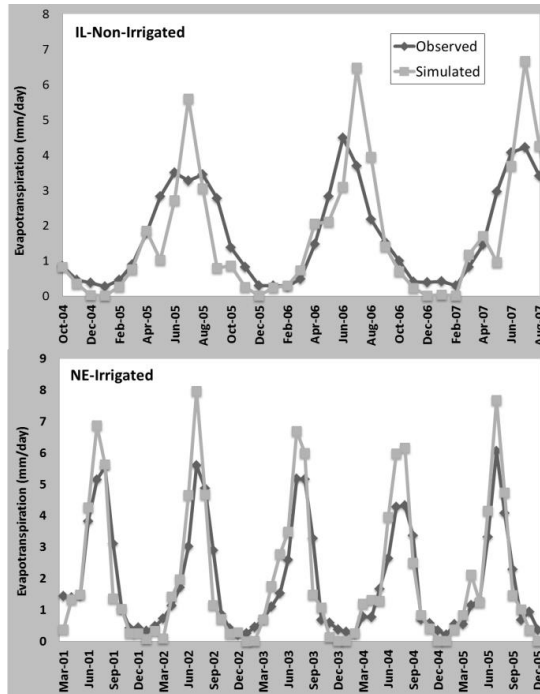 IL-Non-Irrigated
Observed
Simulated
Evapotranspiration (mm/day)
8
7
6
5
4
3
2
1
0
Oct-04
Dec-04
Feb-05
Apr-05
Jun-05
Aug-05
Oct-05
Dec-05
Feb-06
Apr-06
Jun-06
Aug-06
Oct-06
Dec-06
Feb-07
Apr-07
Jun-07
Aug-07
NE-Irrigated
Evapotranspiration (mm/day)
9
8
7
6
5
4
3
2
1
0
Mar-01
Jun-01
Sep-01
Dec-01
Mar-02
Jun-02
Sep-02
Dec-02
Mar-03
Jun-03
Sep-03
Dec-03
Mar-04
Jun-04
Sep-04
Dec-04
Mar-05
Jun-05
Sep-05
Dec-05